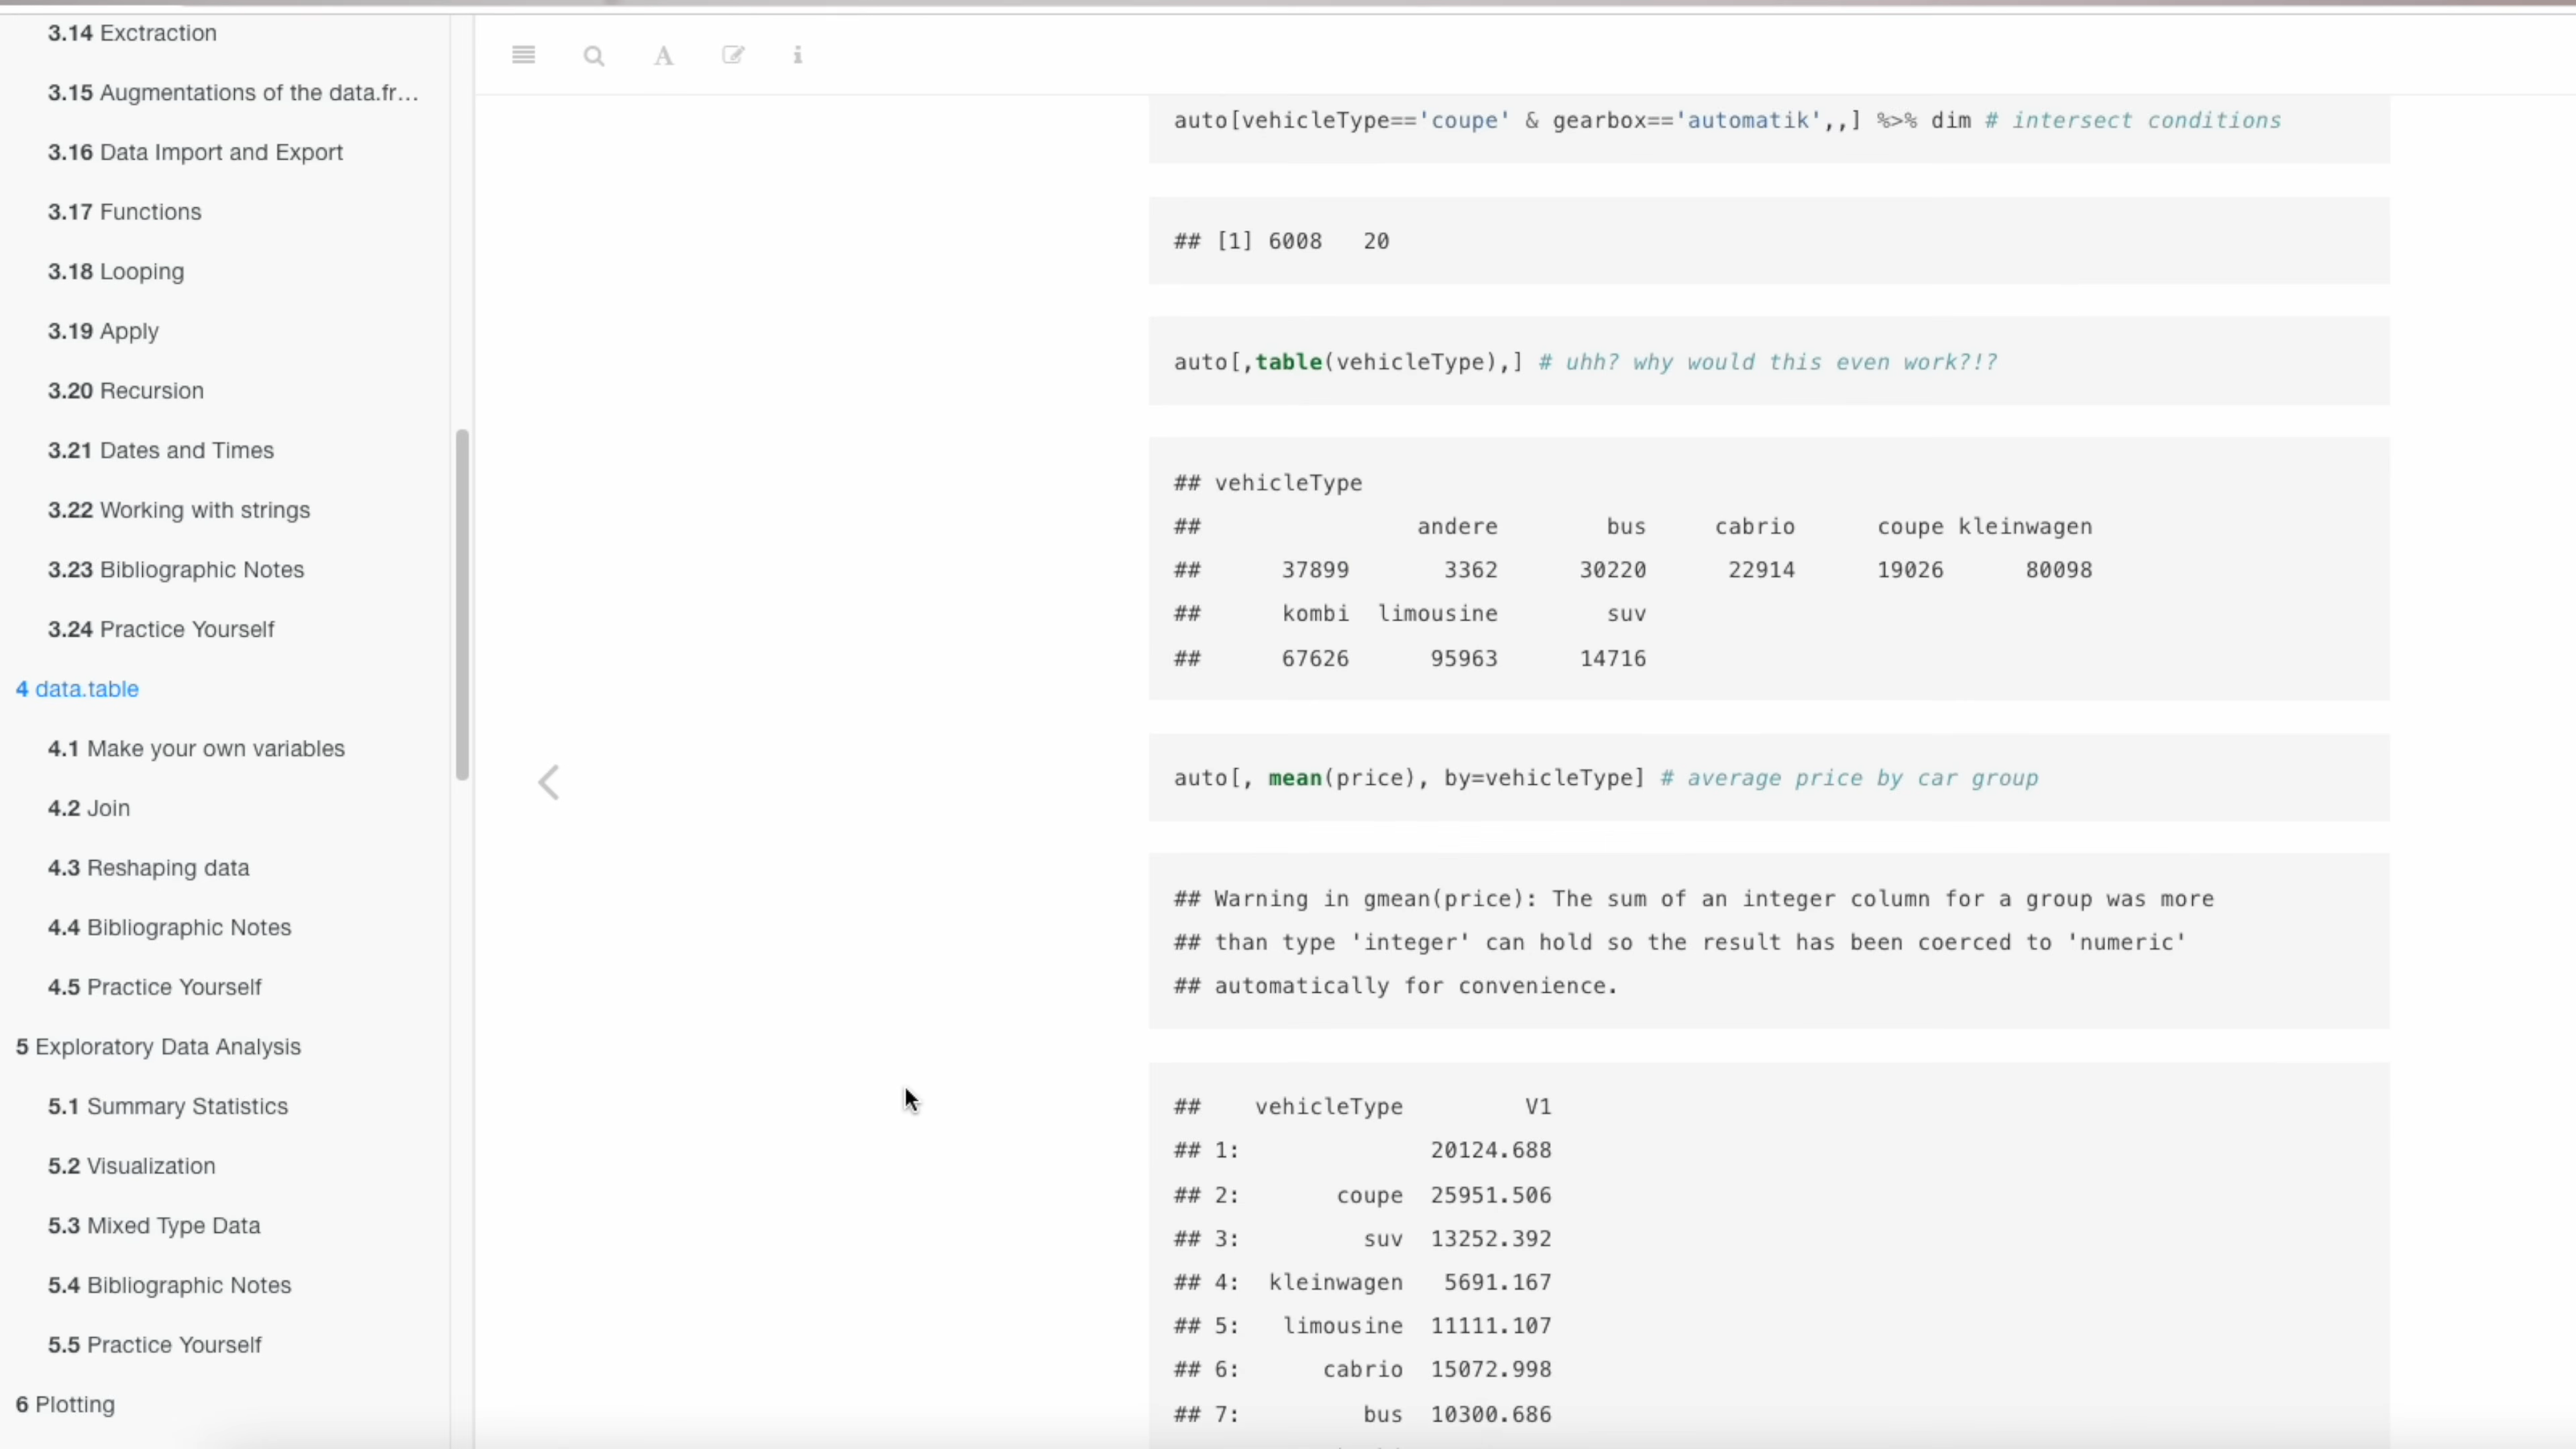 3.14 Exctraction
3.15 Augmentations of the data.fr...
3.16 Data Import and Export
3.17 Functions
3.18 Looping
3.19 Apply
3.20 Recursion
3.21 Dates and Times
3.22 Working with strings
3.23 Bibliographic Notes
3.24 Practice Yourself
4 data.table
4.1 Make your own variables
4.2 Join
4.3 Reshaping data
4.4 Bibliographic Notes
4.5 Practice Yourself
5 Exploratory Data Analysis
5.1 Summary Statistics
5.2 Visualization
5.3 Mixed Type Data
5.4 Bibliographic Notes
5.5 Practice Yourself
6 Plotting
A i
auto[vehicleType=='coupe' & gearbox=='automatik',,] %>% dim # intersect conditions
## [1] 6008   20
auto[,table(vehicleType),] # uhh? why would this even work?!?
## vehicleType
##                andere        bus     cabrio      coupe kleinwagen
##      37899       3362      30220      22914      19026      80098
##      kombi  limousine        suv
##      67626      95963      14716
auto[, mean(price), by=vehicleType] # average price by car group
## Warning in gmean(price): The sum of an integer column for a group was more
## than type 'integer' can hold so the result has been coerced to 'numeric'
## automatically for convenience.
##    vehicleType         V1
## 1:              20124.688
## 2:       coupe  25951.506
## 3:         suv  13252.392
## 4:  kleinwagen   5691.167
## 5:   limousine  11111.107
## 6:      cabrio  15072.998
## 7:         bus  10300.686